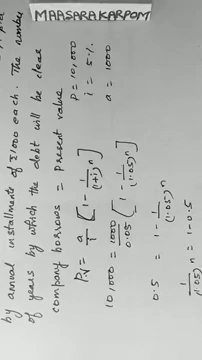 MAASARAKARPOM
by annual installments of ₹1000 each. The number
of years by which the debt will be clear
company borrows = present value
P = 10,000
i = 5%
a = 1000
P.V = a/i [1 - 1/(1+i)^n]
10,000 = 1000/0.05 [1 - 1/(1.05)^n]
0.5 = 1 - 1/(1.05)^n
1/(1.05)^n = 1-0.5